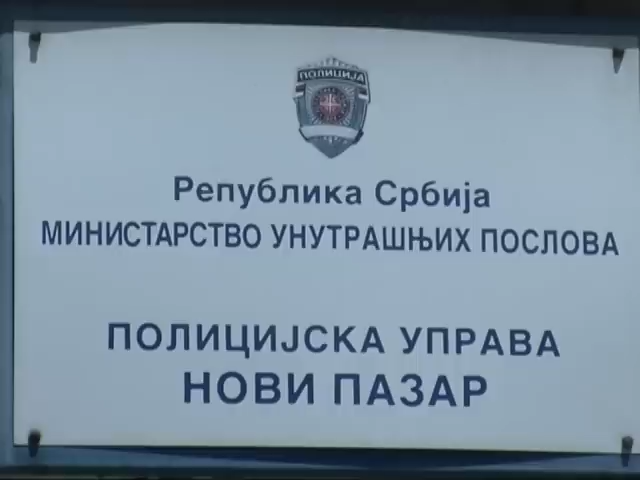 ПОЛИЦИЈА
Република Србија
МИНИСТАРСТВО УНУТРАШЊИХ ПОСЛОВА
ПОЛИЦИЈСКА УПРАВА
НОВИ ПАЗАР